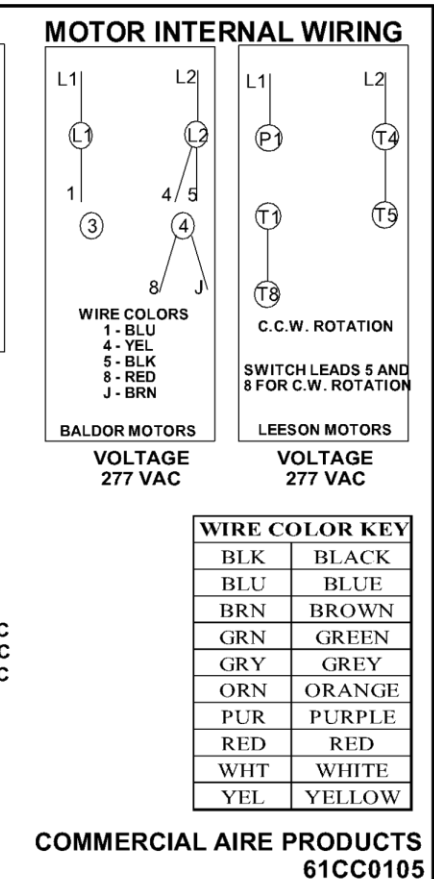 MOTOR INTERNAL WIRING
L1 L2
L1 L2
1 4 5
3 4
8 J
WIRE COLORS
1 - BLU
4 - YEL
5 - BLK
8 - RED
J - BRN
BALDOR MOTORS
VOLTAGE
277 VAC
L1 L2
P1 T4
T1 T5
T8
C.C.W. ROTATION
SWITCH LEADS 5 AND
8 FOR C.W. ROTATION
LEESON MOTORS
VOLTAGE
277 VAC
WIRE COLOR KEY
BLK BLACK
BLU BLUE
BRN BROWN
GRN GREEN
GRY GREY
ORN ORANGE
PUR PURPLE
RED RED
WHT WHITE
YEL YELLOW
C
C
C
COMMERCIAL AIRE PRODUCTS
61CC0105